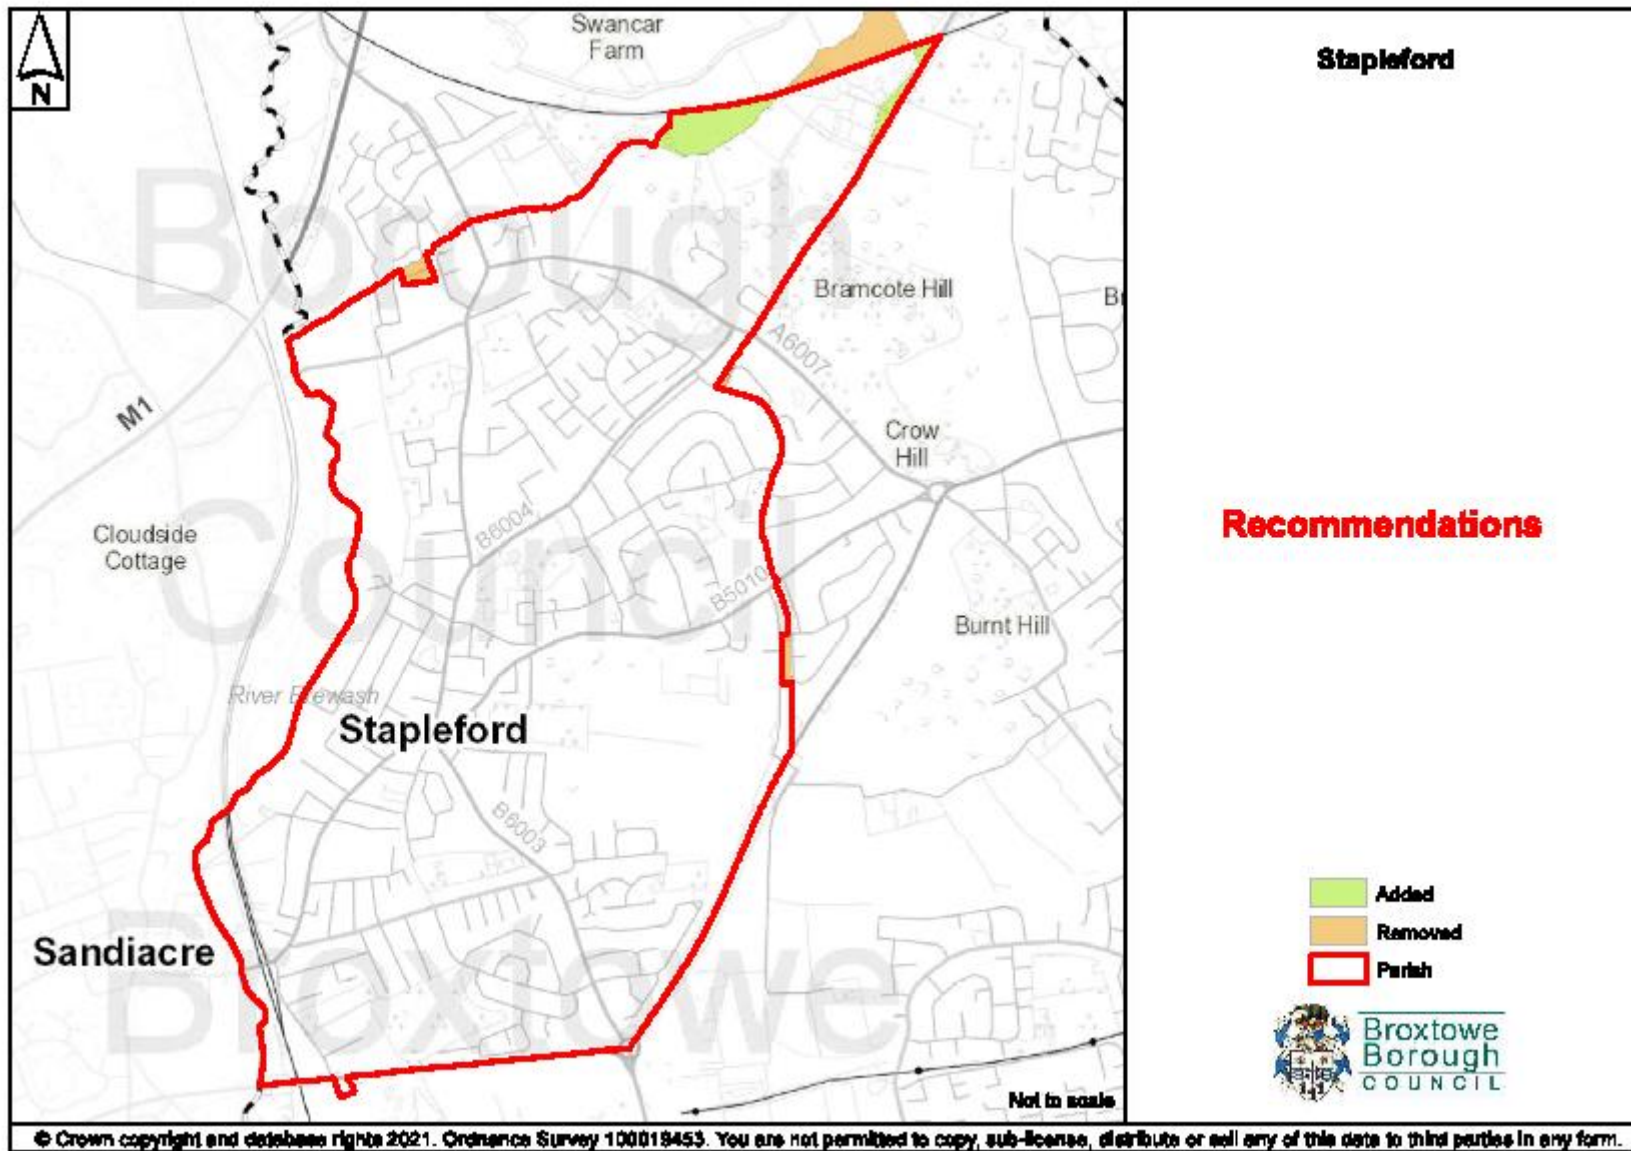 Swancar
Farm
N
Stapleford
Borough
Bramcote Hill
A6007
M1
Crow
Hill
Recommendations
Cloudside
Cottage
B6004
Council
B5010
Burnt Hill
River Erewash
Stapleford
B6003
Added
Removed
Sandiacre
Parish
Broxtowe
Broxtowe
Borough
COUNCIL
Not to scale
© Crown copyright and database rights 2021. Ordnance Survey 100019453. You are not permitted to copy, sub-license, distribute or sell any of this data to third parties in any form.